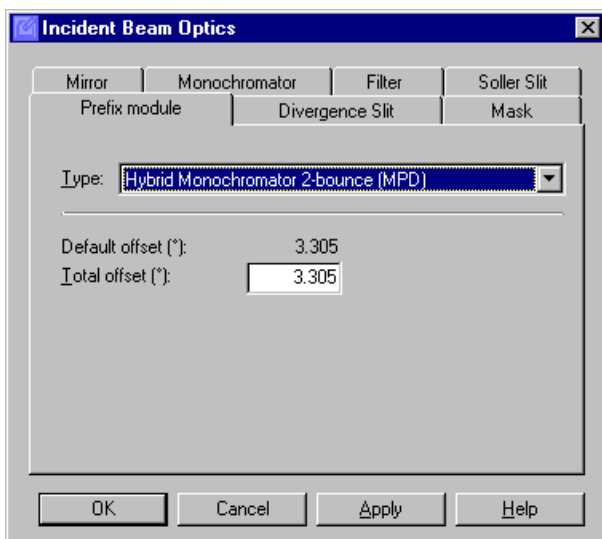 Incident Beam Optics
Mirror Monochromator Filter Soller Slit
Prefix module Divergence Slit Mask
Type: Hybrid Monochromator 2-bounce (MPD)
Default offset (°): 3.305
Total offset (°): 3.305
OK Cancel Apply Help